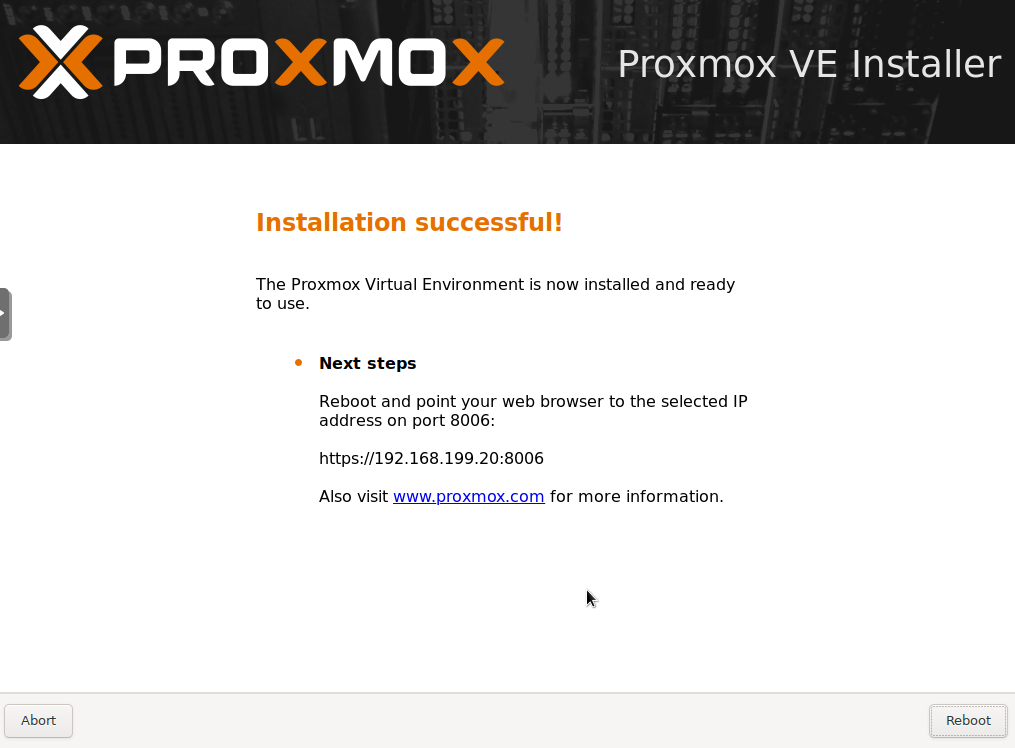 PROXMOX
Proxmox VE Installer
Installation successful!
The Proxmox Virtual Environment is now installed and ready
to use.
Next steps
Reboot and point your web browser to the selected IP
address on port 8006:
https://192.168.199.20:8006
Also visit www.proxmox.com for more information.
Abort
Reboot